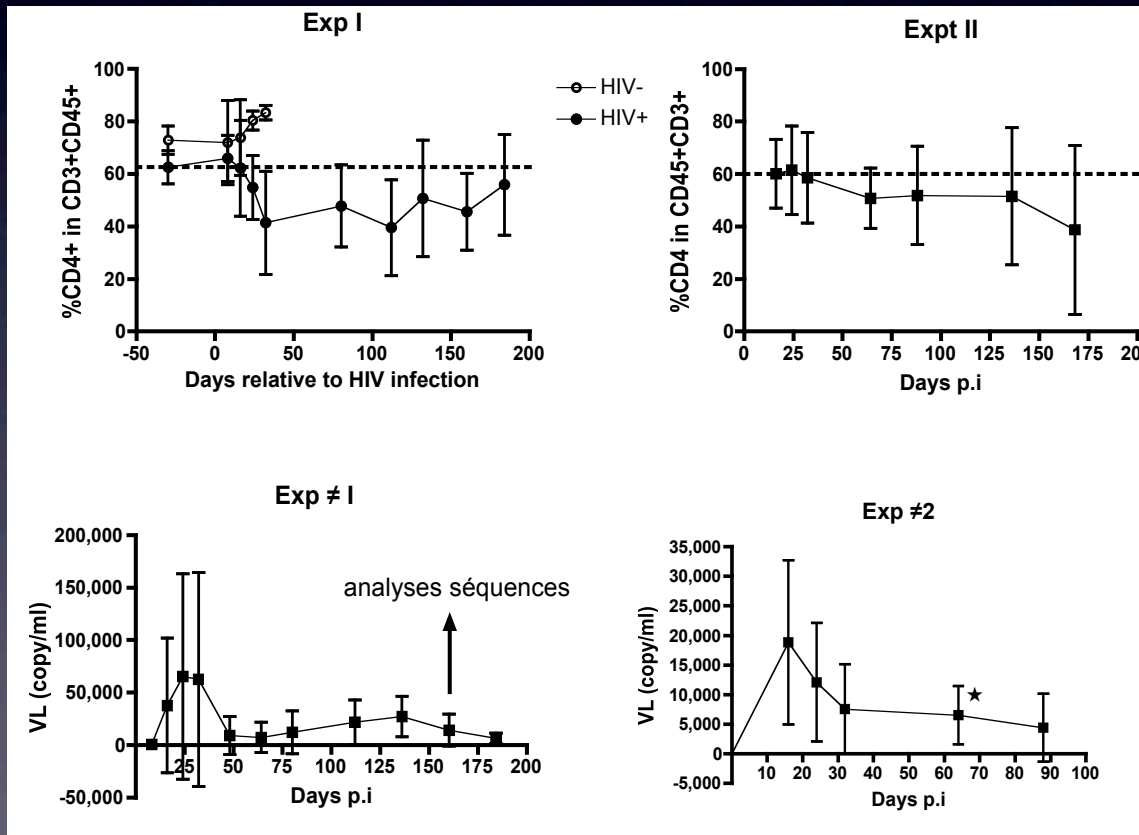 Exp I
%CD4+ in CD3+CD45+
100
80
60
40
20
0
-50 0 50 100 150 200
Days relative to HIV infection
HIV-
HIV+
Expt II
%CD4 in CD45+CD3+
100
80
60
40
20
0
0 25 50 75 100 125 150 175 200
Days p.i
Exp ≠ I
VL (copy/ml)
200,000
150,000
100,000
50,000
0
-50,000
25 50 75 100 125 150 175 200
Days p.i
analyses séquences
Exp ≠2
VL (copy/ml)
35,000
30,000
25,000
20,000
15,000
10,000
5,000
0
-5,000
10 20 30 40 50 60 70 80 90 100
Days p.i
★